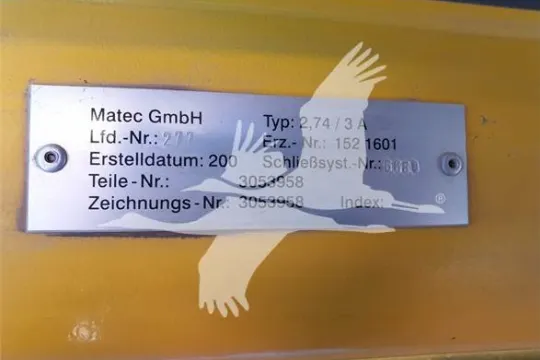 Matec GmbH Typ: 2,74 / 3 A
Lfd.-Nr.: Erz.- Nr.: 152 1601
Erstelldatum: 200 Schließsyst.-Nr.:
Teile-Nr.: 3053958
Zeichnungs-Nr.: 3053958 Index:
®